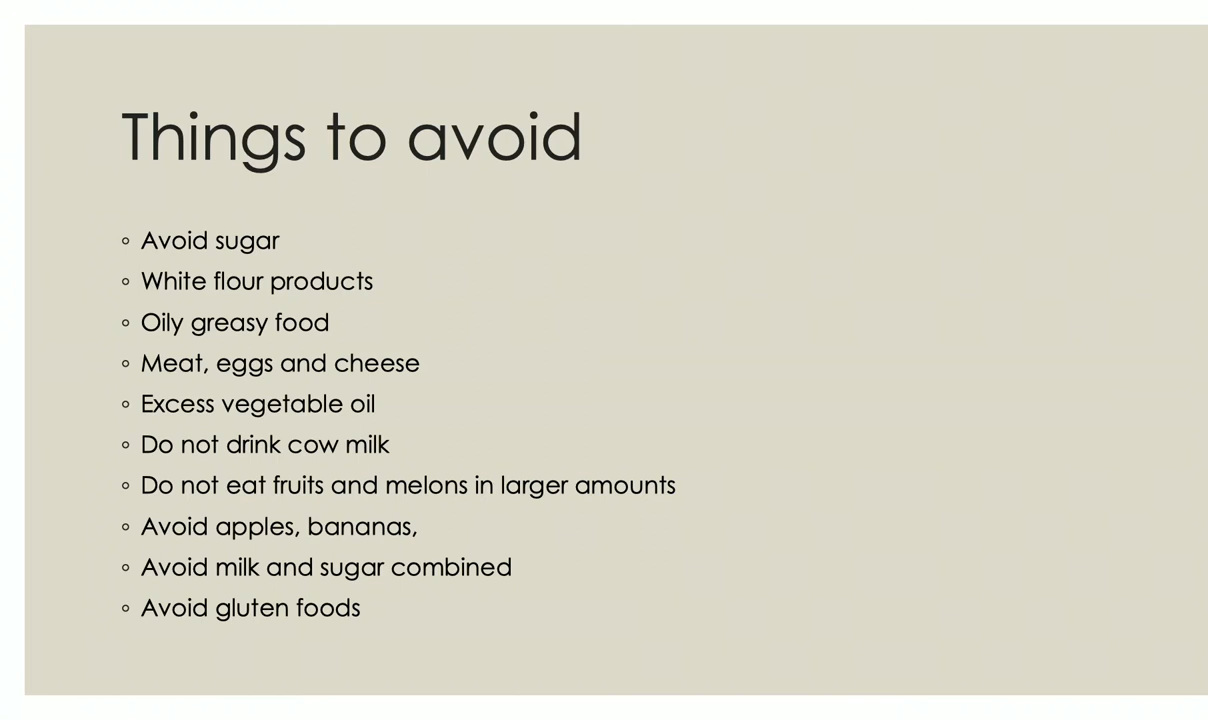 Things to avoid
◦ Avoid sugar
◦ White flour products
◦ Oily greasy food
◦ Meat, eggs and cheese
◦ Excess vegetable oil
◦ Do not drink cow milk
◦ Do not eat fruits and melons in larger amounts
◦ Avoid apples, bananas,
◦ Avoid milk and sugar combined
◦ Avoid gluten foods